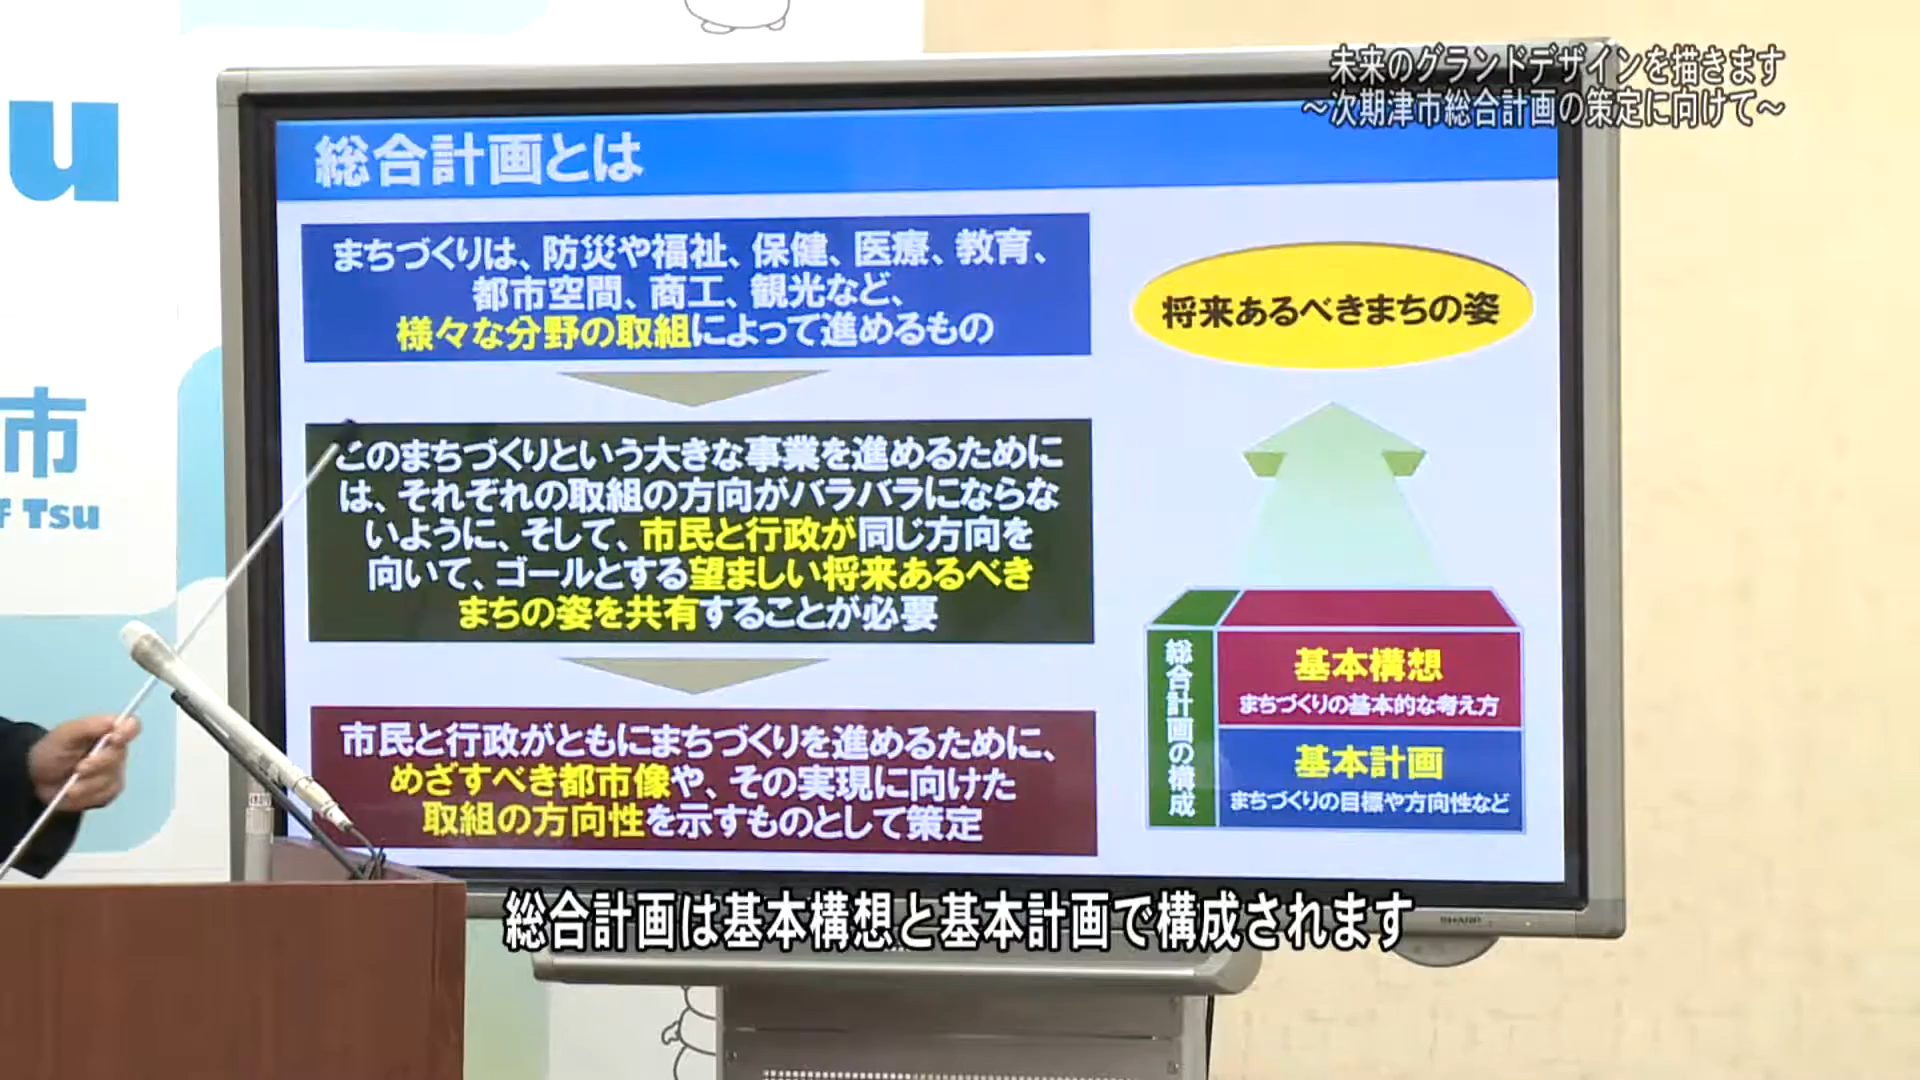 未来のグランドデザインを描きます
～次期津市総合計画の策定に向けて～
u
市
f Tsu
総合計画とは
まちづくりは、防災や福祉、保健、医療、教育、
都市空間、商工、観光など、
様々な分野の取組によって進めるもの
このまちづくりという大きな事業を進めるために
は、それぞれの取組の方向がバラバラにならな
いように、そして、市民と行政が同じ方向を
向いて、ゴールとする望ましい将来あるべき
まちの姿を共有することが必要
市民と行政がともにまちづくりを進めるために、
めざすべき都市像や、その実現に向けた
取組の方向性を示すものとして策定
将来あるべきまちの姿
総合計画の構成
基本構想
まちづくりの基本的な考え方
基本計画
まちづくりの目標や方向性など
SHARP
総合計画は基本構想と基本計画で構成されます